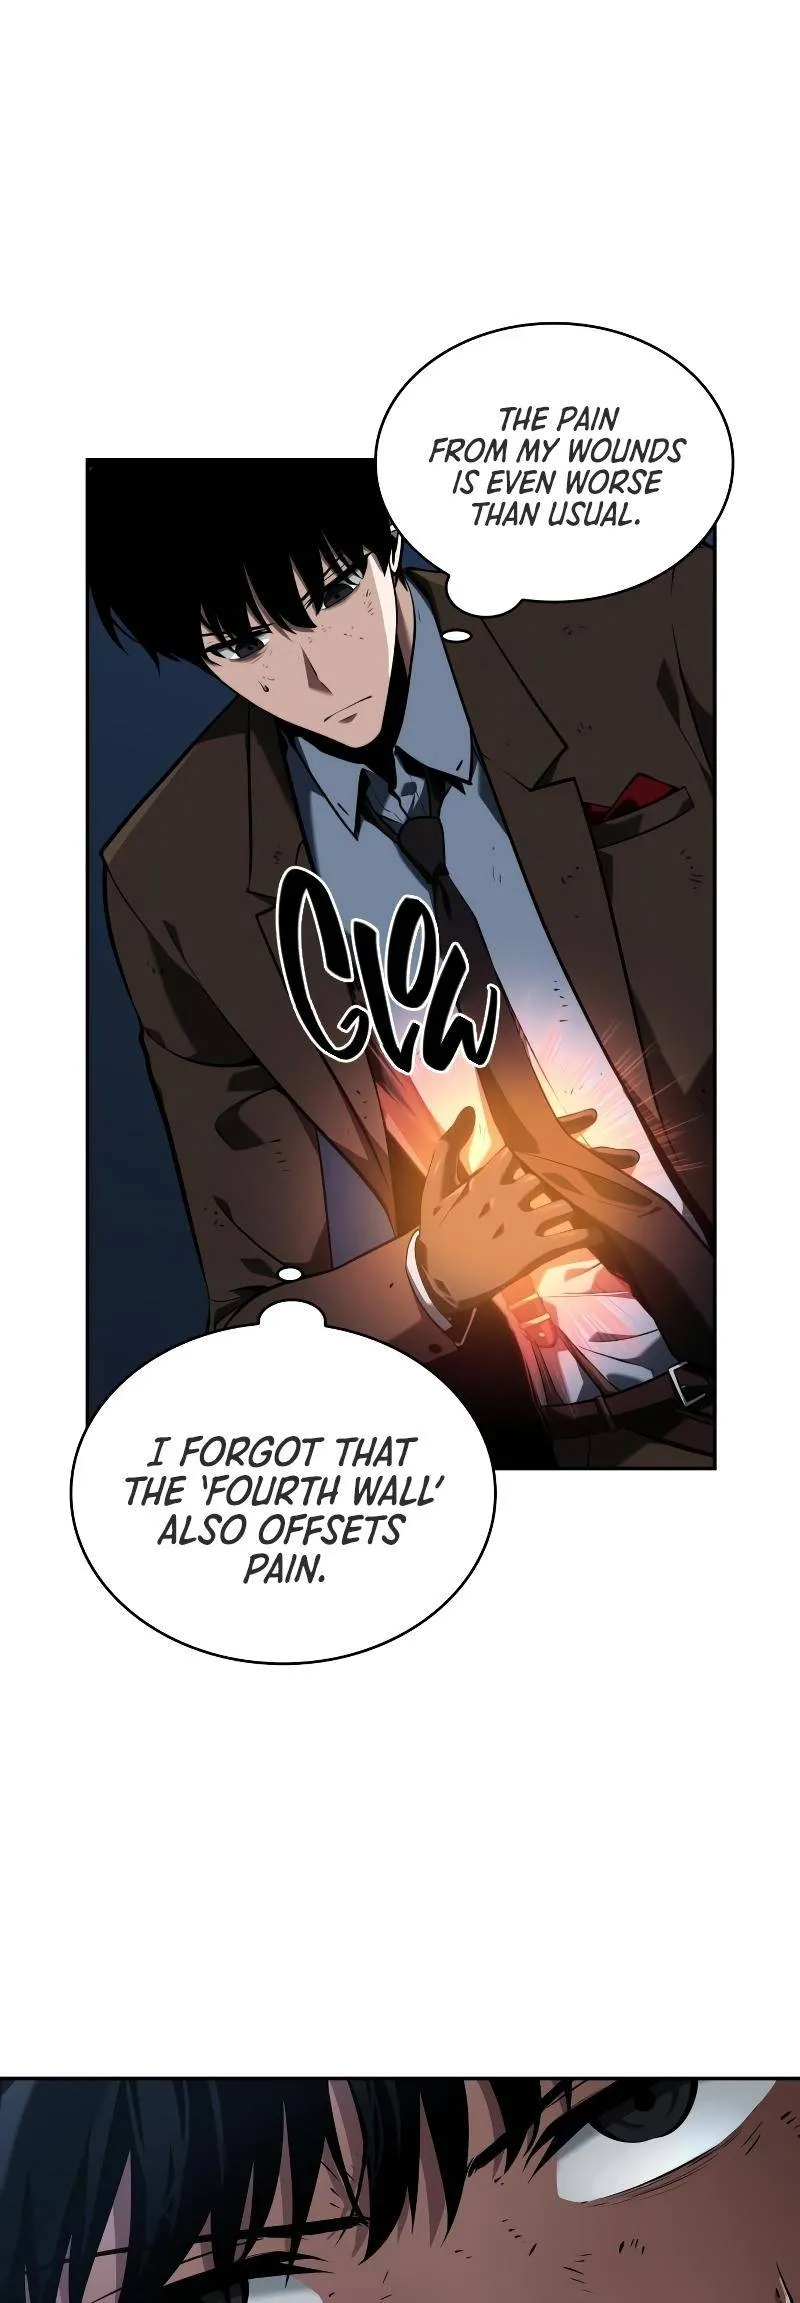 THE PAIN
FROM MY WOUNDS
IS EVEN WORSE
THAN USUAL.
GLOW
I FORGOT THAT
THE 'FOURTH WALL'
ALSO OFFSETS
PAIN.